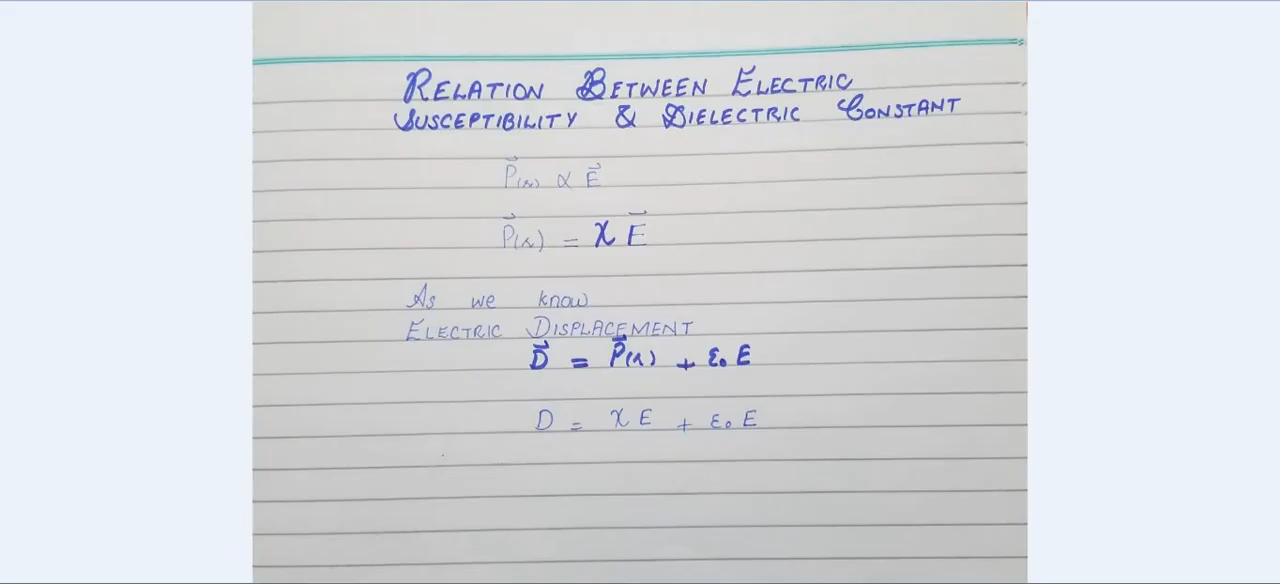 RELATION BETWEEN ELECTRIC
SUSCEPTIBILITY & DIELECTRIC CONSTANT
P⃗(r) ∝ E⃗
P⃗(r) = χ E⃗
As we know
ELECTRIC DISPLACEMENT
D⃗ = P⃗(r) + ε₀ E
D = χ E + ε₀ E